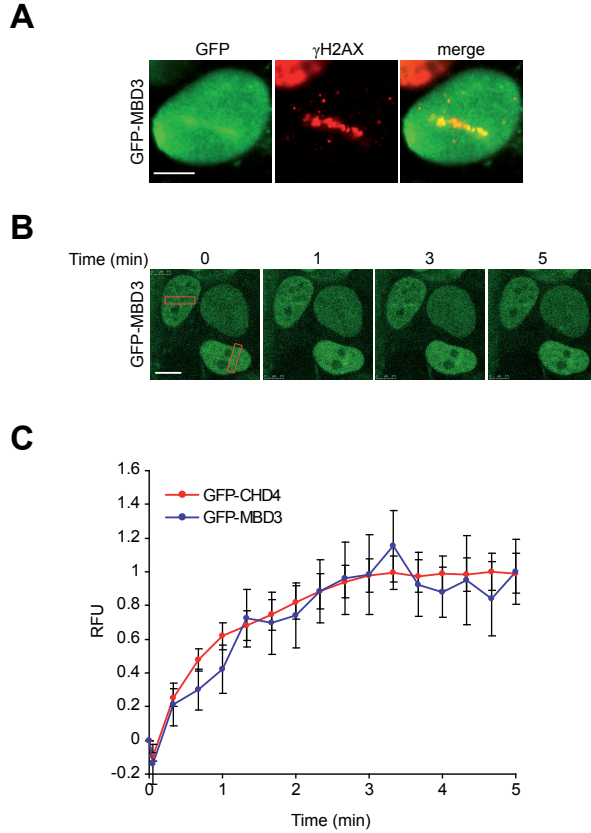 A
GFP γH2AX merge
GFP-MBD3
B
Time (min) 0 1 3 5
GFP-MBD3
C
1.6
1.4
1.2
1
0.8
0.6
0.4
0.2
0
-0.2
GFP-CHD4
GFP-MBD3
RFU
0 1 2 3 4 5
Time (min)